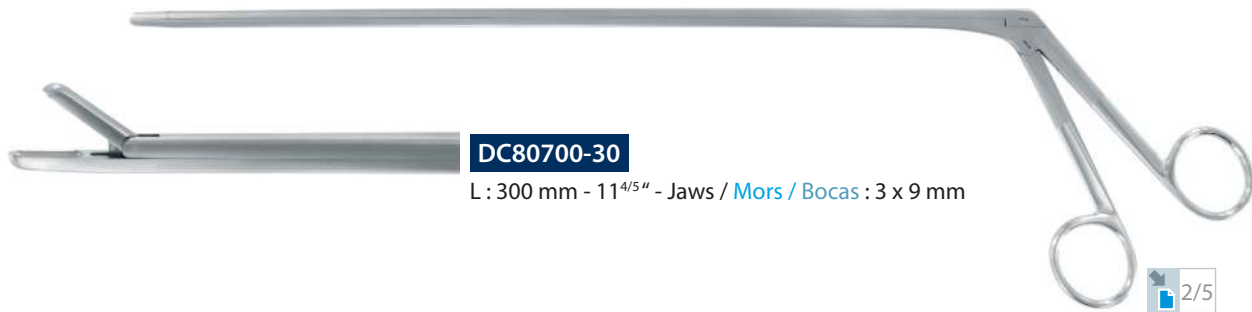 DC80700-30
L : 300 mm - 11 4/5 “ - Jaws / Mors / Bocas : 3 x 9 mm
2/5